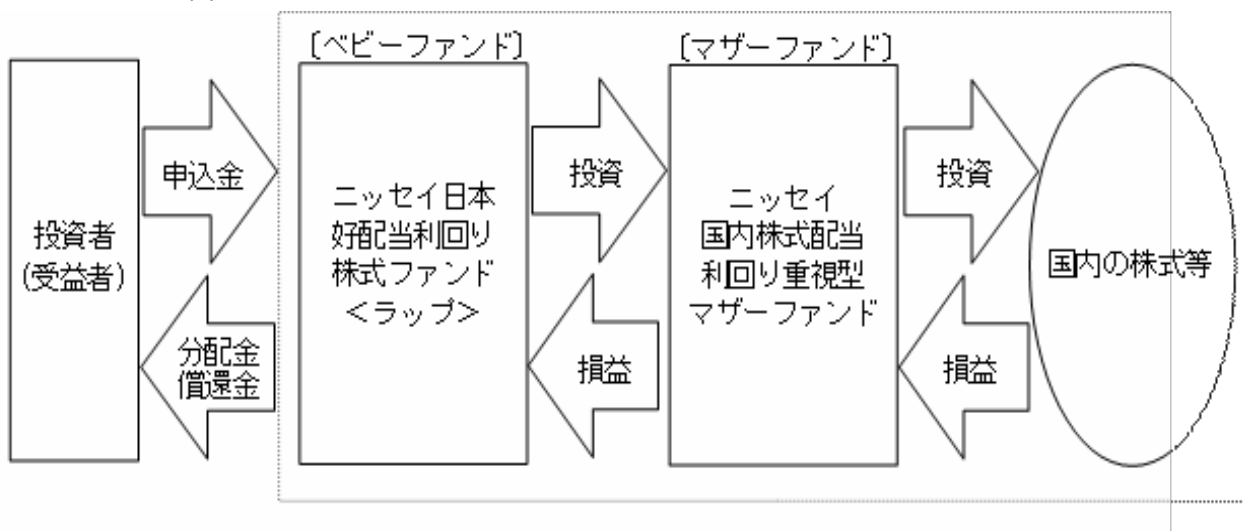 〔ベビーファンド〕
〔マザーファンド〕
投資者
(受益者)
申込金
分配金
償還金
ニッセイ日本
好配当利回り
株式ファンド
＜ラップ＞
投資
損益
ニッセイ
国内株式配当
利回り重視型
マザーファンド
投資
損益
国内の株式等